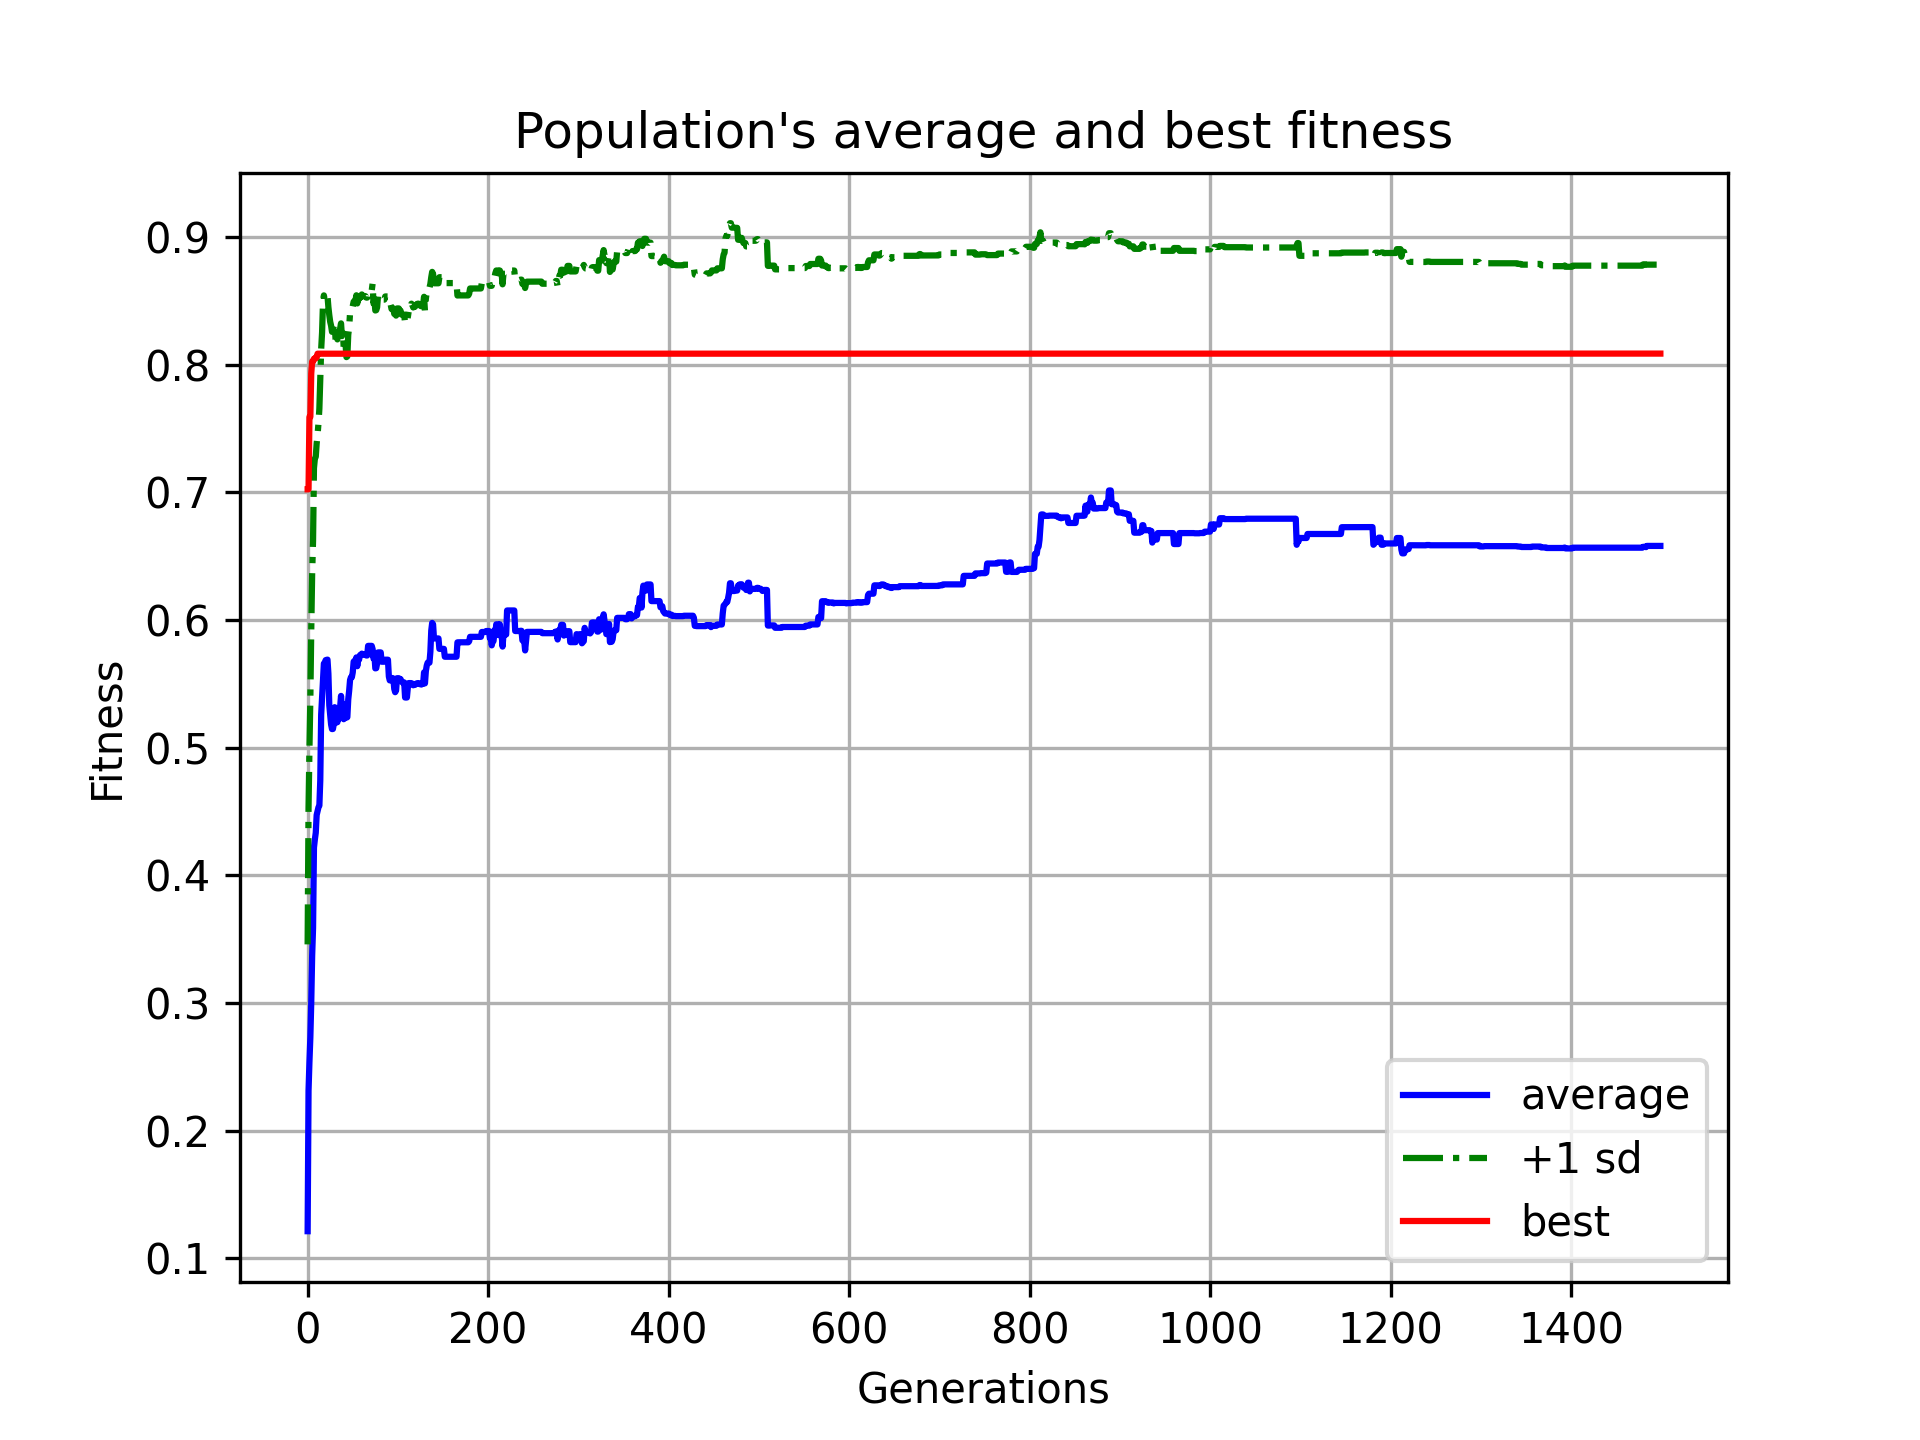 Population's average and best fitness
0.9
0.8
0.7
0.6
0.5
0.4
0.3
0.2
0.1
Fitness
average
+1 sd
best
0 200 400 600 800 1000 1200 1400
Generations